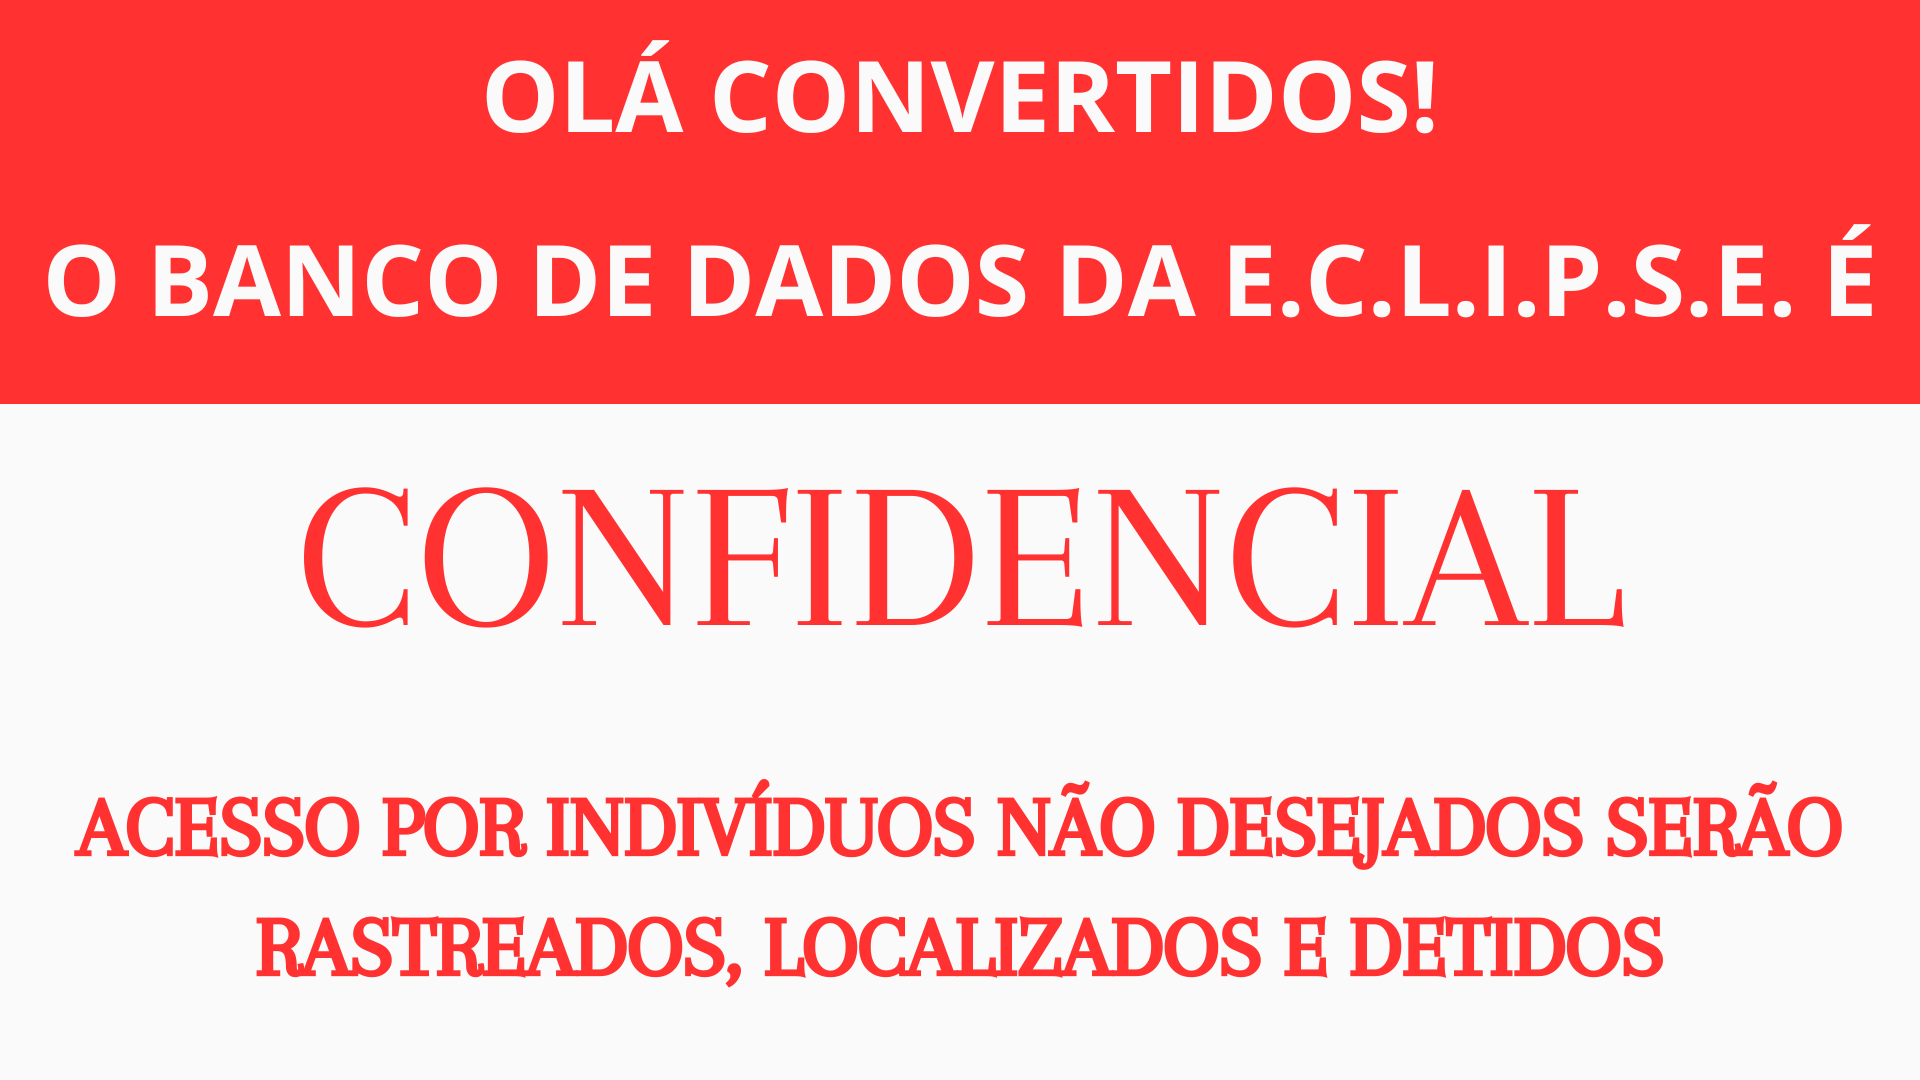 OLÁ CONVERTIDOS!
O BANCO DE DADOS DA E.C.L.I.P.S.E. É
CONFIDENCIAL
ACESSO POR INDIVÍDUOS NÃO DESEJADOS SERÃO
RASTREADOS, LOCALIZADOS E DETIDOS